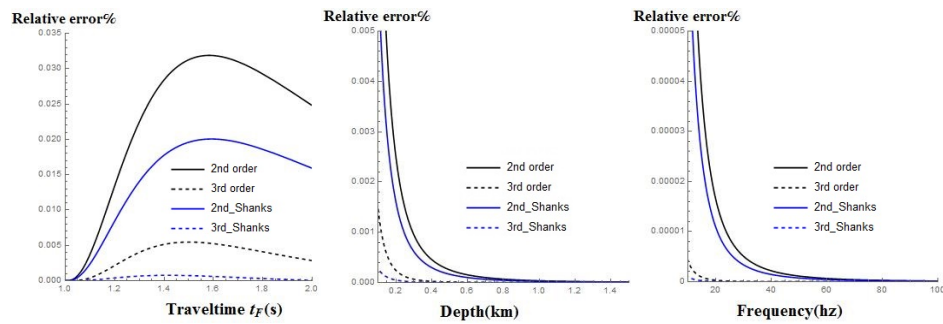 Relative error%
0.035
0.030
0.025
0.020
0.015
0.010
0.005
0.000
1.0 1.2 1.4 1.6 1.8 2.0
2nd order
3rd order
2nd_Shanks
3rd_Shanks
Traveltime t_F(s)
Relative error%
0.005
0.004
0.003
0.002
0.001
0.000
0.2 0.4 0.6 0.8 1.0 1.2 1.4
2nd order
3rd order
2nd_Shanks
3rd_Shanks
Depth(km)
Relative error%
0.00005
0.00004
0.00003
0.00002
0.00001
0
20 40 60 80 100
2nd order
3rd order
2nd_Shanks
3rd_Shanks
Frequency(hz)